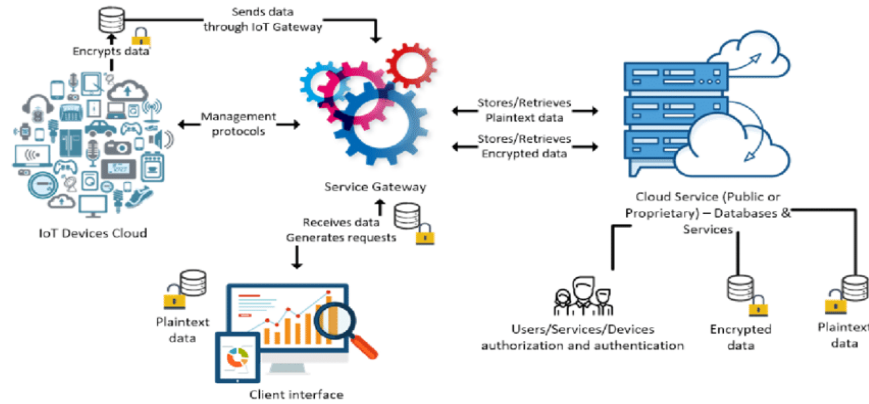 Sends data
through IoT Gateway
Encrypts data
Management
protocols
IoT Devices Cloud
Service Gateway
Stores/Retrieves
Plaintext data
Stores/Retrieves
Encrypted data
Cloud Service (Public or
Proprietary) – Databases &
Services
Receives data
Generates requests
Plaintext
data
Client interface
Users/Services/Devices
authorization and authentication
Encrypted
data
Plaintext
data